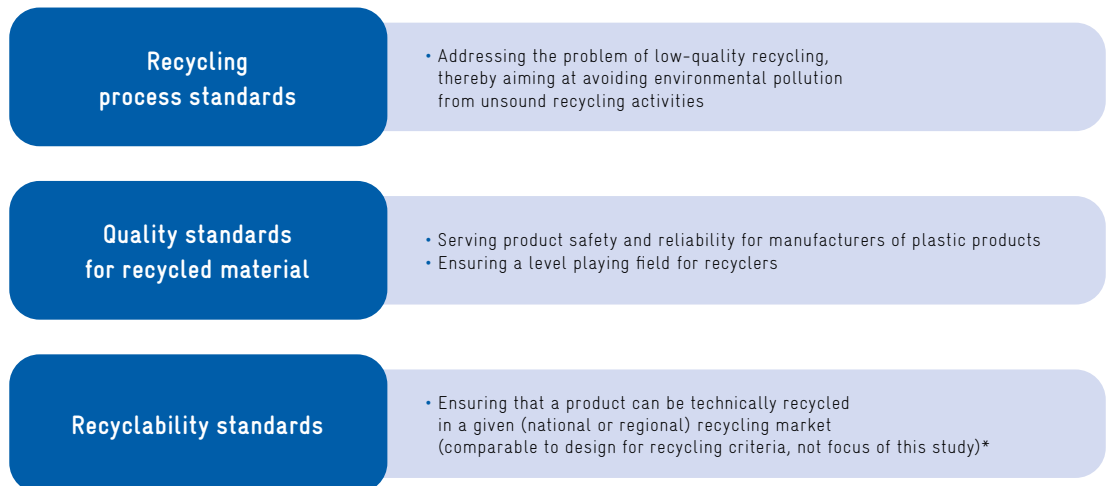 Recycling
process standards
• Addressing the problem of low-quality recycling,
thereby aiming at avoiding environmental pollution
from unsound recycling activities
Quality standards
for recycled material
• Serving product safety and reliability for manufacturers of plastic products
• Ensuring a level playing field for recyclers
Recyclability standards
• Ensuring that a product can be technically recycled
in a given (national or regional) recycling market
(comparable to design for recycling criteria, not focus of this study)*